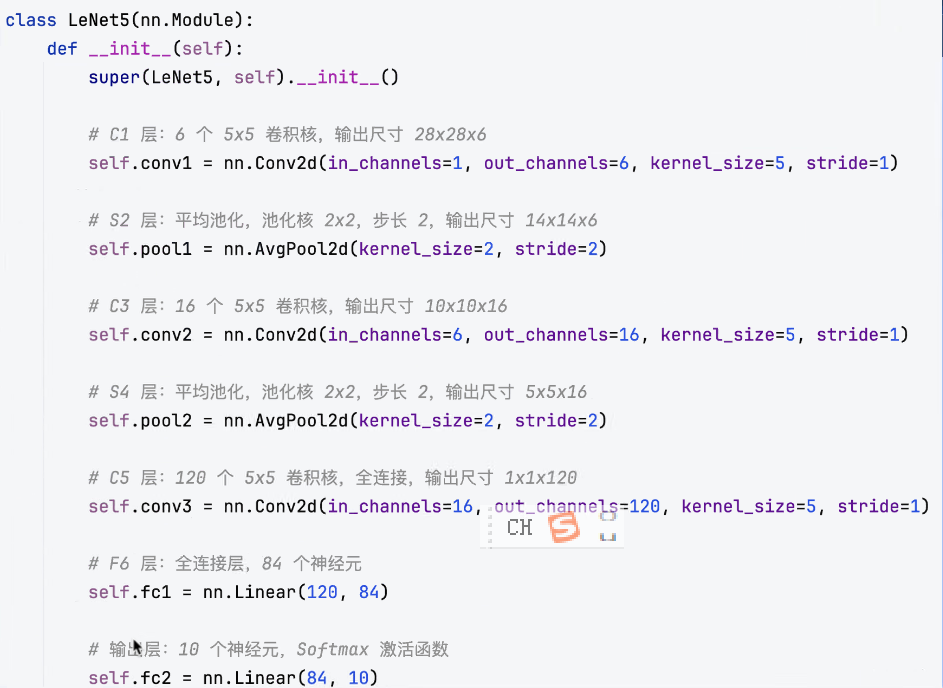 class LeNet5(nn.Module):
def __init__(self):
super(LeNet5, self).__init__()
# C1 层：6 个 5x5 卷积核，输出尺寸 28x28x6
self.conv1 = nn.Conv2d(in_channels=1, out_channels=6, kernel_size=5, stride=1)
# S2 层：平均池化，池化核 2x2，步长 2，输出尺寸 14x14x6
self.pool1 = nn.AvgPool2d(kernel_size=2, stride=2)
# C3 层：16 个 5x5 卷积核，输出尺寸 10x10x16
self.conv2 = nn.Conv2d(in_channels=6, out_channels=16, kernel_size=5, stride=1)
# S4 层：平均池化，池化核 2x2，步长 2，输出尺寸 5x5x16
self.pool2 = nn.AvgPool2d(kernel_size=2, stride=2)
# C5 层：120 个 5x5 卷积核，全连接，输出尺寸 1x1x120
self.conv3 = nn.Conv2d(in_channels=16, out_channels=120, kernel_size=5, stride=1)
CH S
# F6 层：全连接层，84 个神经元
self.fc1 = nn.Linear(120, 84)
# 输出层：10 个神经元，Softmax 激活函数
self.fc2 = nn.Linear(84, 10)